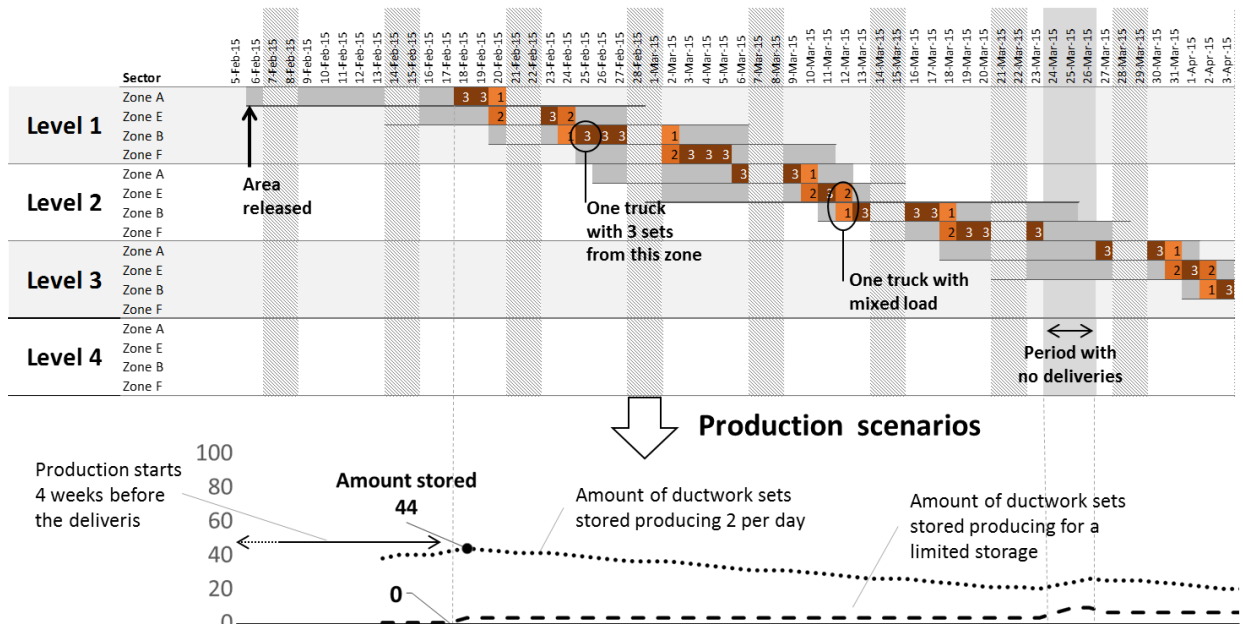 5-Feb-15
6-Feb-15
7-Feb-15
8-Feb-15
9-Feb-15
10-Feb-15
11-Feb-15
12-Feb-15
13-Feb-15
14-Feb-15
15-Feb-15
16-Feb-15
17-Feb-15
18-Feb-15
19-Feb-15
20-Feb-15
21-Feb-15
22-Feb-15
23-Feb-15
24-Feb-15
25-Feb-15
26-Feb-15
27-Feb-15
28-Feb-15
1-Mar-15
2-Mar-15
3-Mar-15
4-Mar-15
5-Mar-15
6-Mar-15
7-Mar-15
8-Mar-15
9-Mar-15
10-Mar-15
11-Mar-15
12-Mar-15
13-Mar-15
14-Mar-15
15-Mar-15
16-Mar-15
17-Mar-15
18-Mar-15
19-Mar-15
20-Mar-15
21-Mar-15
22-Mar-15
23-Mar-15
24-Mar-15
25-Mar-15
26-Mar-15
27-Mar-15
28-Mar-15
29-Mar-15
30-Mar-15
31-Mar-15
1-Apr-15
2-Apr-15
3-Apr-15
Sector
Level 1
Zone A 3 3 1
Zone E 2 3 2
Zone B 1 3 3 3 1
Zone F 2 3 3 3
Level 2
Zone A 3 3 1
Zone E 2 3 2
Zone B 1 3 3 3 1
Zone F 2 3 3 3
Level 3
Zone A 3 3 1
Zone E 2 3 2
Zone B 1 3
Zone F
Level 4
Zone A
Zone E
Zone B
Zone F
Area
released
One truck
with 3 sets
from this zone
One truck with
mixed load
Period with
no deliveries
Production scenarios
100
80
60
40
20
0
Production starts
4 weeks before
the deliveris
Amount stored
44
0
Amount of ductwork sets
stored producing 2 per day
Amount of ductwork sets
stored producing for a
limited storage